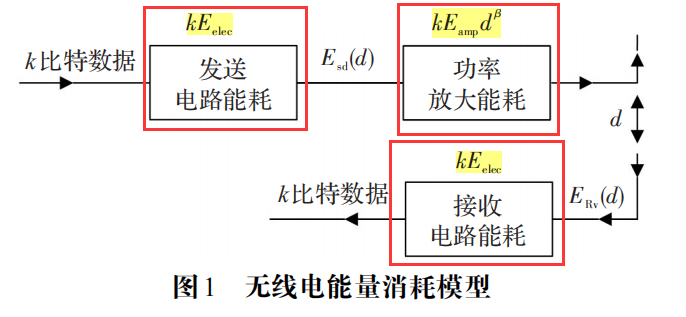 kE_elec
kE_amp d^β
k比特数据
发送
电路能耗
E_sd(d)
功率
放大能耗
d
kE_elec
k比特数据
接收
电路能耗
E_Rv(d)
图1 无线电能量消耗模型